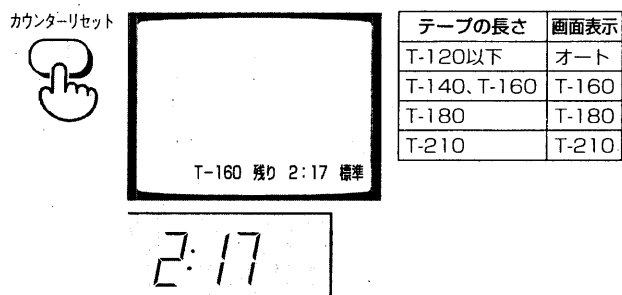 カウンターリセット
T-160 残り 2:17 標準
2:17
テープの長さ 画面表示
T-120以下 オート
T-140、T-160 T-160
T-180 T-180
T-210 T-210